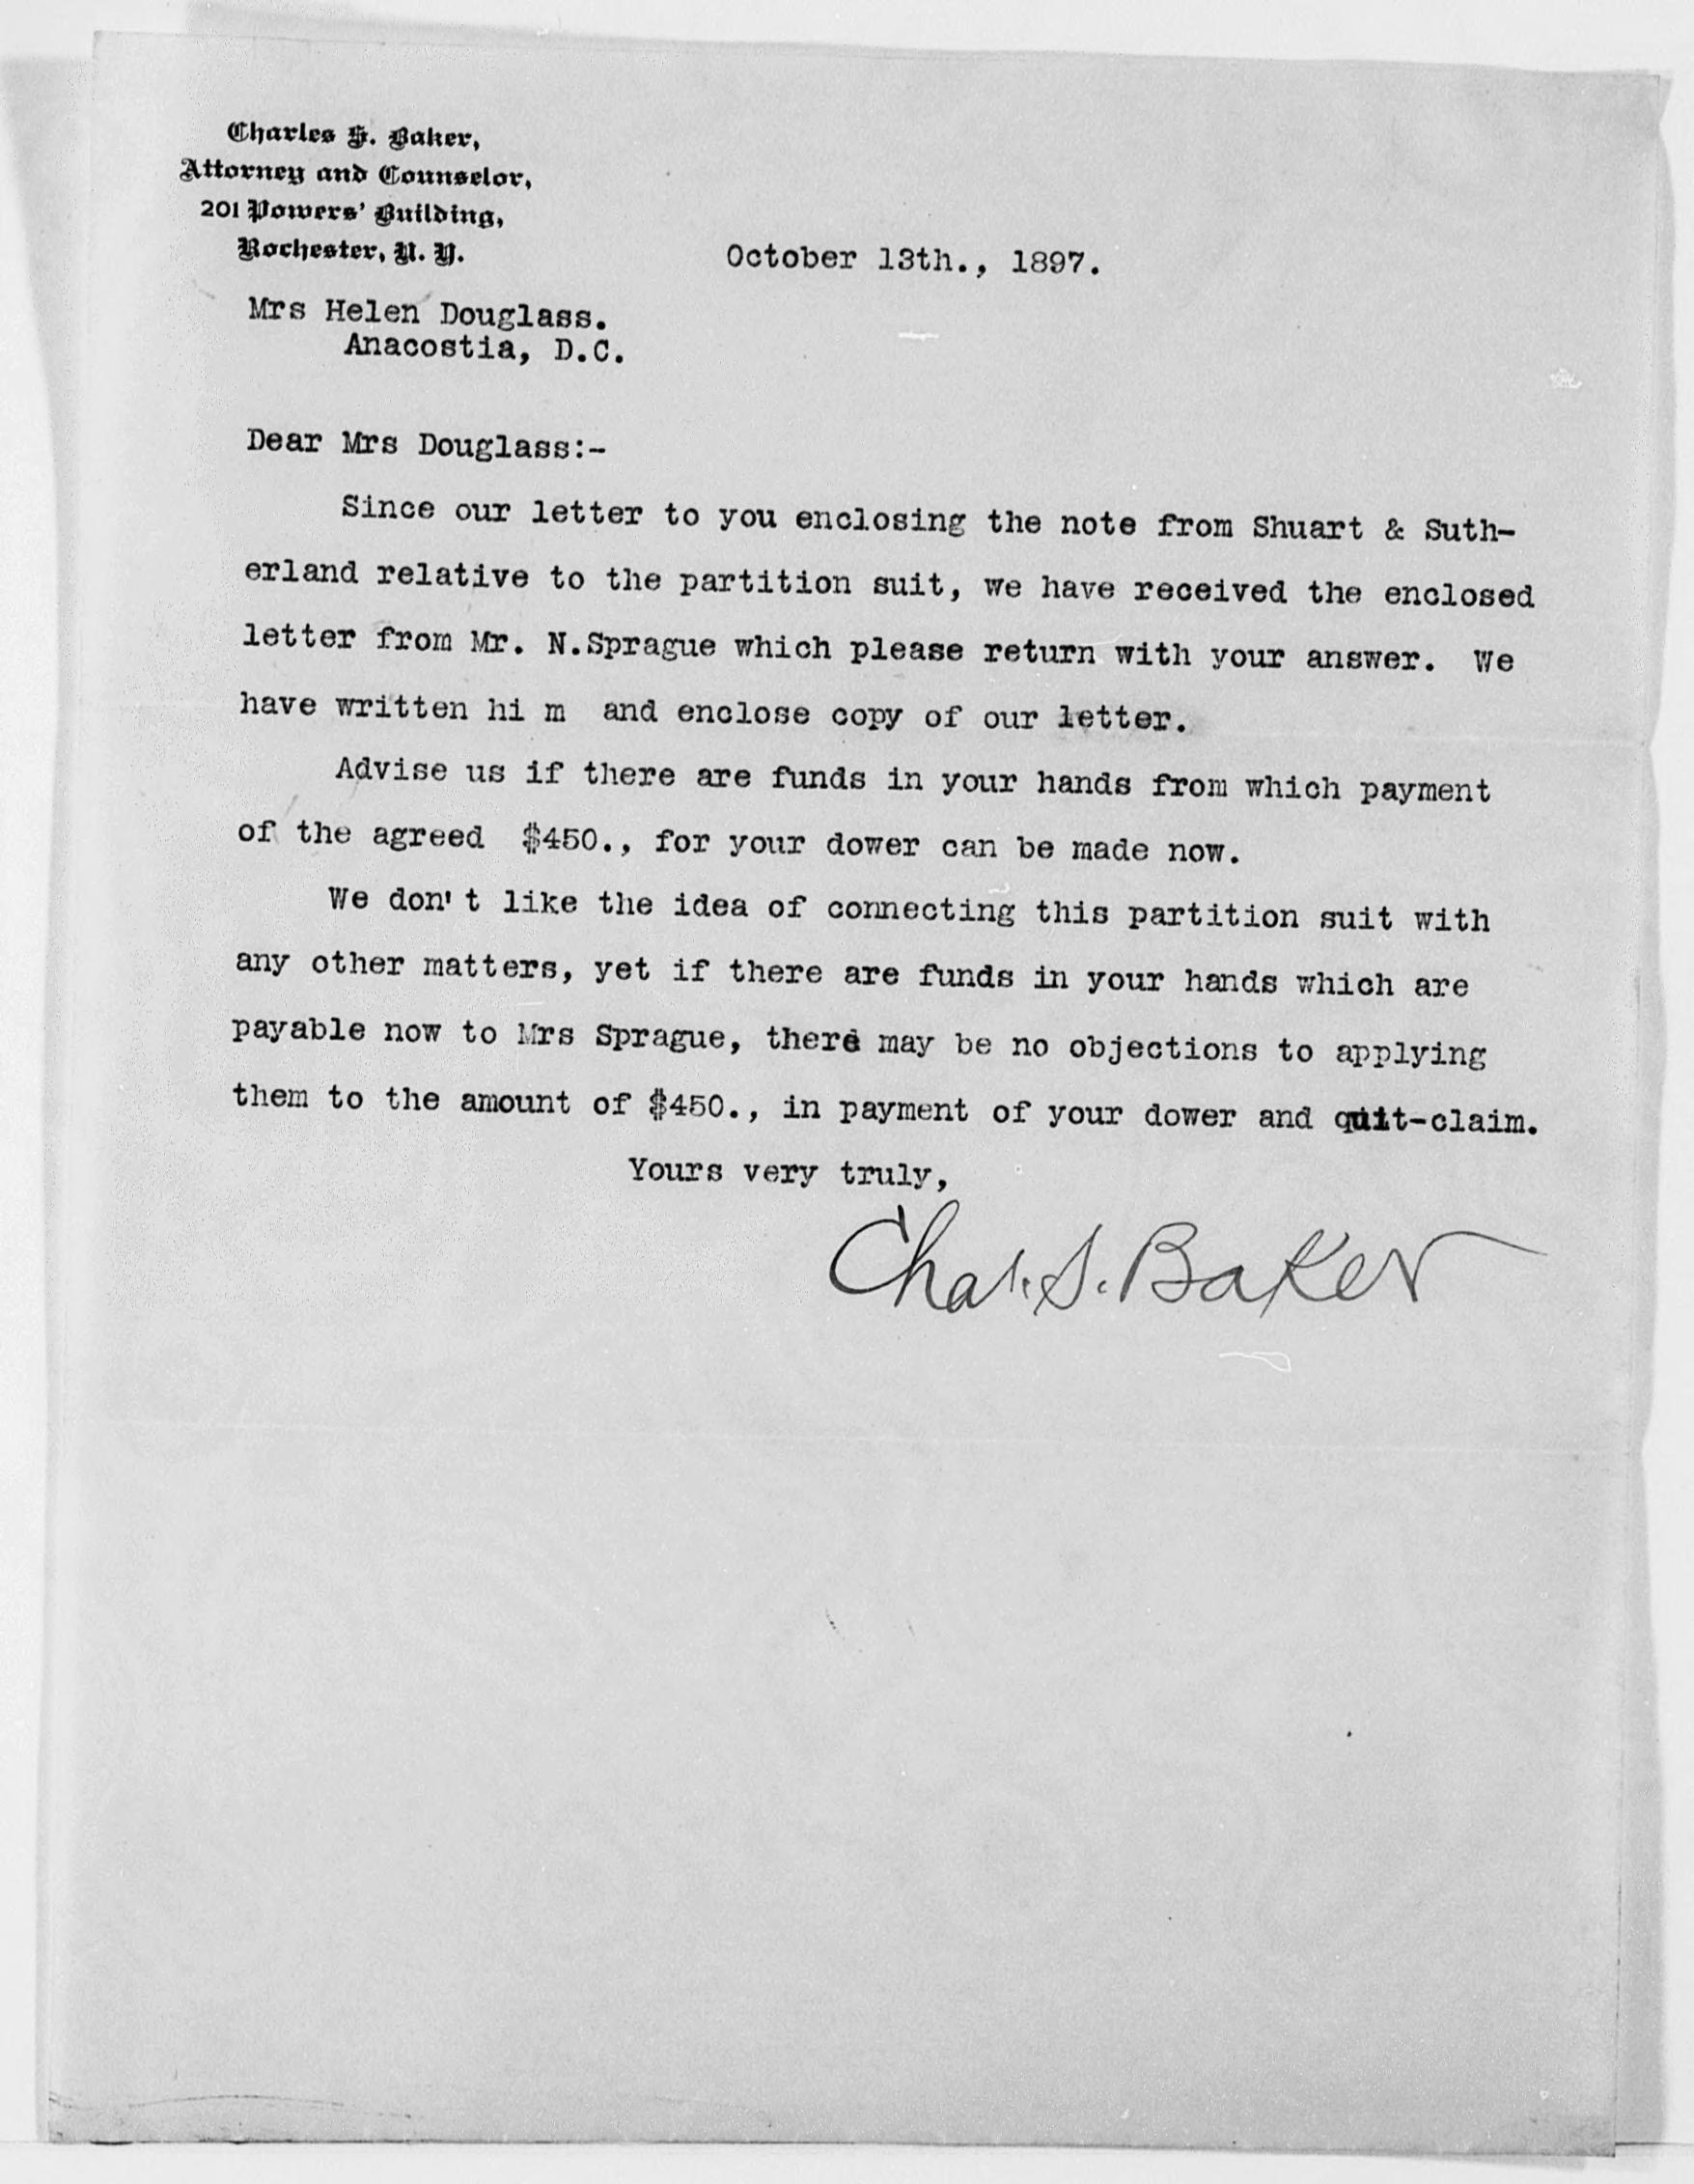 Charles S. Baker,
Attorney and Counselor,
201 Powers' Building,
Rochester, N. Y.
October 13th., 1897.
Mrs Helen Douglass.
Anacostia, D.C.
Dear Mrs Douglass:-
Since our letter to you enclosing the note from Shuart & Suth-
erland relative to the partition suit, we have received the enclosed
letter from Mr. N.Sprague which please return with your answer. We
have written hi m and enclose copy of our letter.
Advise us if there are funds in your hands from which payment
of the agreed $450., for your dower can be made now.
We don't like the idea of connecting this partition suit with
any other matters, yet if there are funds in your hands which are
payable now to Mrs Sprague, there may be no objections to applying
them to the amount of $450., in payment of your dower and quit-claim.
Yours very truly,
Chas. S. Baker